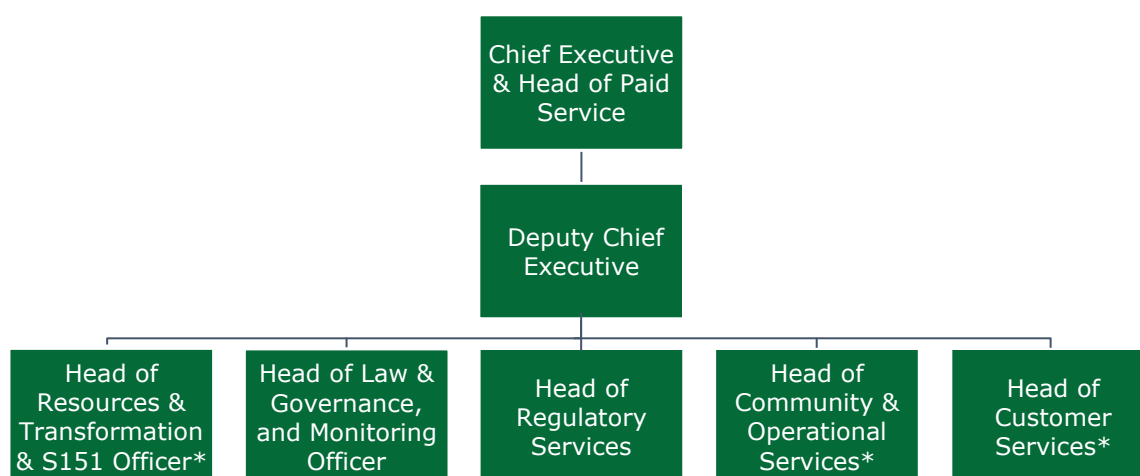 Chief Executive
& Head of Paid
Service
Deputy Chief
Executive
Head of
Resources &
Transformation
& S151 Officer*
Head of Law &
Governance,
and Monitoring
Officer
Head of
Regulatory
Services
Head of
Community &
Operational
Services*
Head of
Customer
Services*